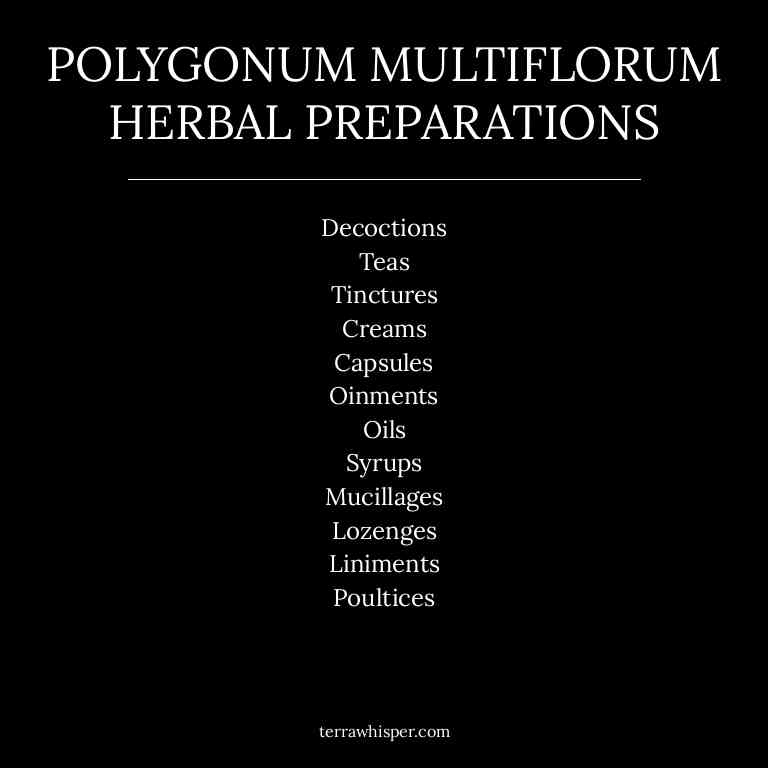 POLYGONUM MULTIFLORUM
HERBAL PREPARATIONS
Decoctions
Teas
Tinctures
Creams
Capsules
Oinments
Oils
Syrups
Mucillages
Lozenges
Liniments
Poultices
terrawhisper.com